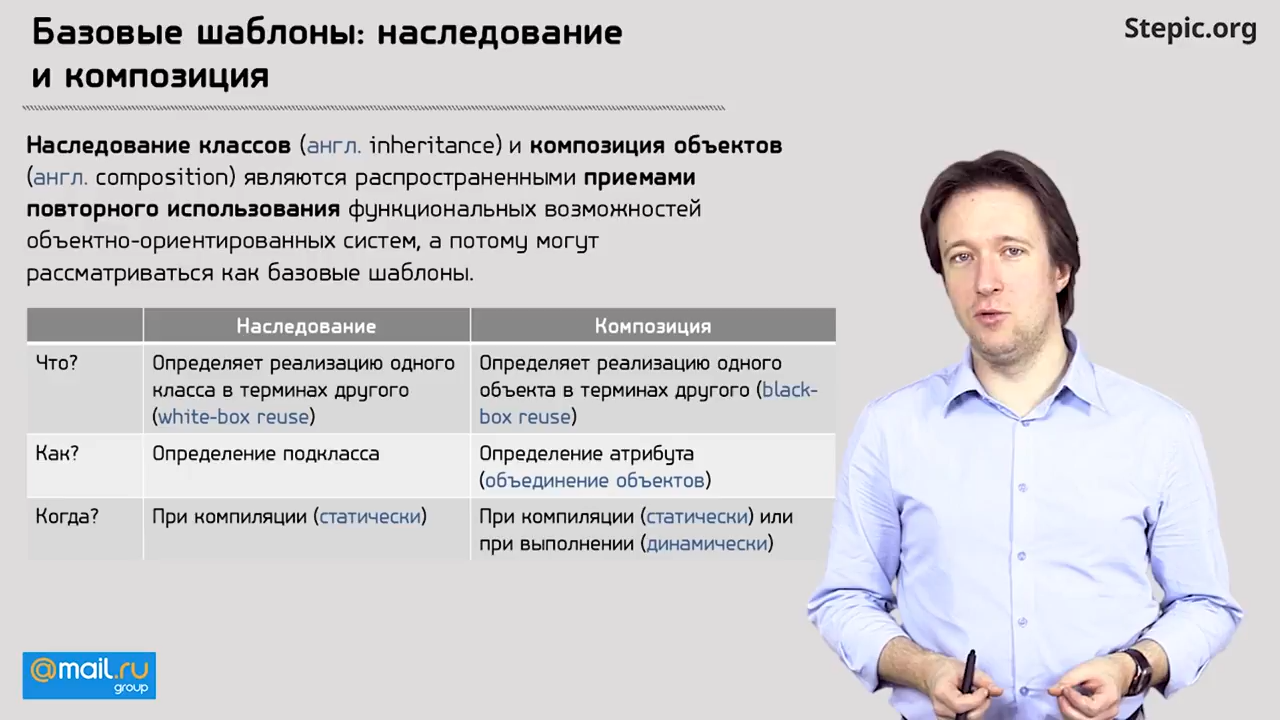 Базовые шаблоны: наследование
и композиция
Stepic.org
Наследование классов (англ. inheritance) и композиция объектов
(англ. composition) являются распространенными приемами
повторного использования функциональных возможностей
объектно-ориентированных систем, а потому могут
рассматриваться как базовые шаблоны.
Наследование
Композиция
Что?
Определяет реализацию одного
класса в терминах другого
(white-box reuse)
Определяет реализацию одного
объекта в терминах другого (black-
box reuse)
Как?
Определение подкласса
Определение атрибута
(объединение объектов)
Когда?
При компиляции (статически)
При компиляции (статически) или
при выполнении (динамически)
@mail.ru
group